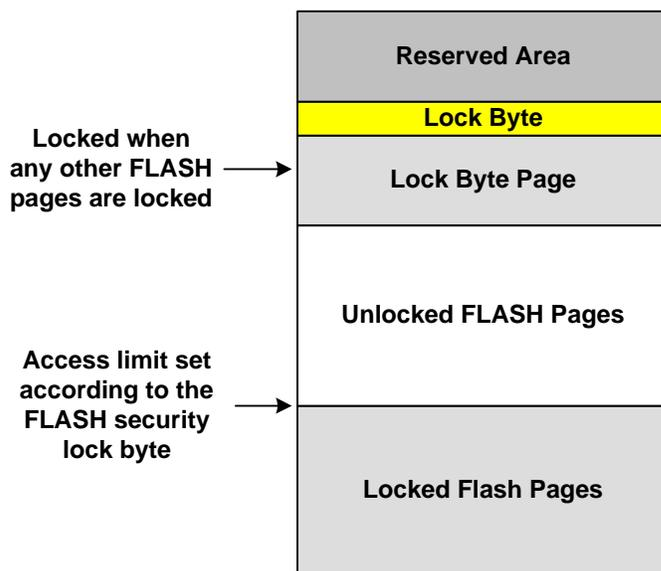 Reserved Area
Lock Byte
Locked when
any other FLASH
pages are locked
Lock Byte Page
Unlocked FLASH Pages
Access limit set
according to the
FLASH security
lock byte
Locked Flash Pages